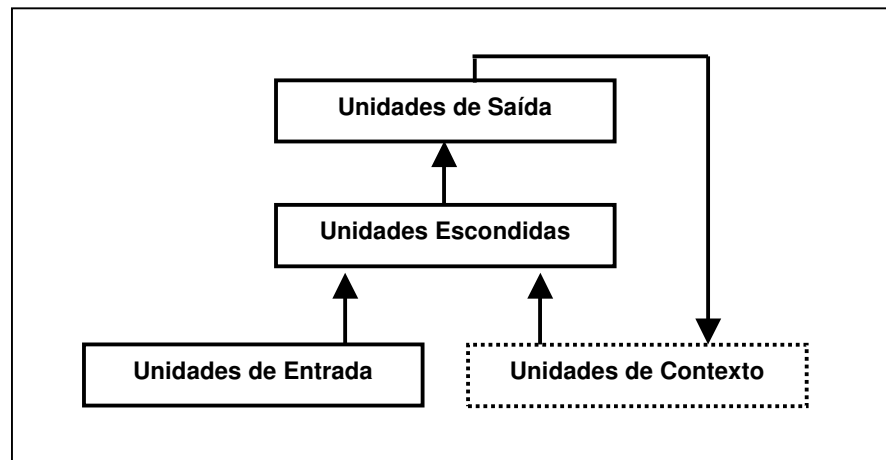 Unidades de Saída
Unidades Escondidas
Unidades de Entrada
Unidades de Contexto